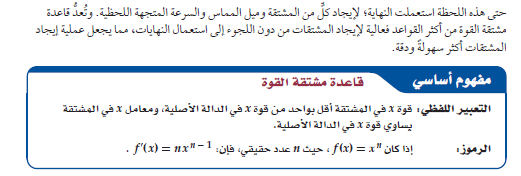 حتى هذه اللحظة استعملت النهاية؛ لإيجاد كلٍّ من المشتقة وميل المماس والسرعة المتجهة اللحظية. وتُعدُّ قاعدة
مشتقة القوة من أكثر القواعد فعالية لإيجاد المشتقات من دون اللجوء إلى استعمال النهايات، مما يجعل عملية إيجاد
المشتقات أكثر سهولةً ودقة.
مفهوم أساسي قاعدة مشتقة القوة
التعبير اللفظي: قوة x في المشتقة أقل بواحد من قوة x في الدالة الأصلية، ومعامل x في المشتقة
يساوي قوة x في الدالة الأصلية.
الرموز: إذا كان f(x) = xⁿ، حيث n عدد حقيقي، فإن: f′(x) = nxⁿ⁻¹ .